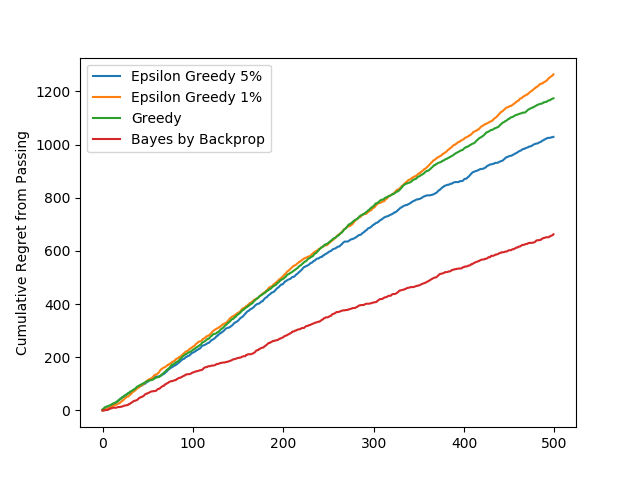 Epsilon Greedy 5%
Epsilon Greedy 1%
Greedy
Bayes by Backprop
Cumulative Regret from Passing
1200
1000
800
600
400
200
0
0 100 200 300 400 500